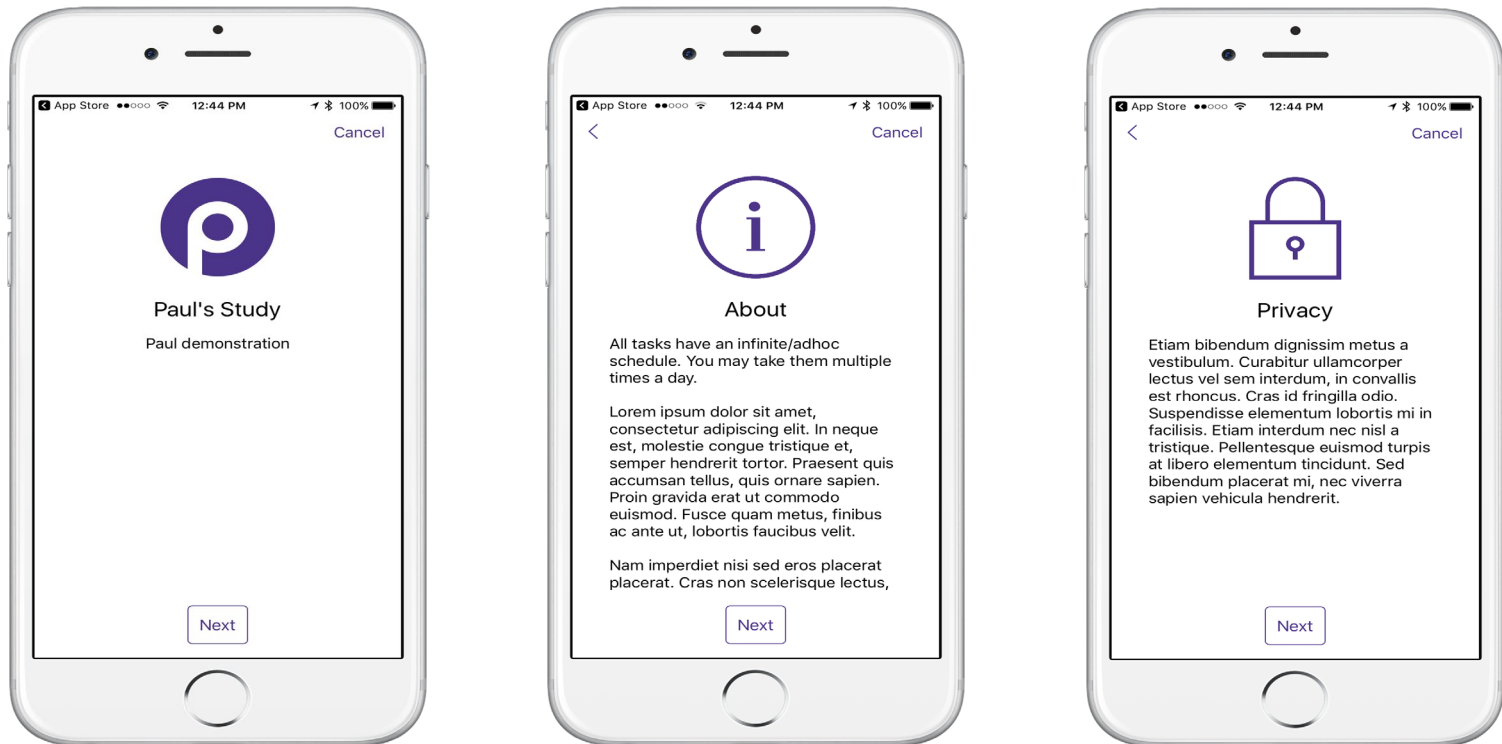 App Store 12:44 PM 100%
Cancel
P
Paul's Study
Paul demonstration
Next
App Store 12:44 PM 100%
Cancel
i
About
All tasks have an infinite/adhoc
schedule. You may take them multiple
times a day.
Lorem ipsum dolor sit amet,
consectetur adipiscing elit. In neque
est, molestie congue tristique et,
semper hendrerit tortor. Praesent quis
accumsan tellus, quis ornare sapien.
Proin gravida erat ut commodo
euismod. Fusce quam metus, finibus
ac ante ut, lobortis faucibus velit.
Nam imperdiet nisi sed eros placerat
placerat. Cras non scelerisque lectus,
Next
App Store 12:44 PM 100%
Cancel
Privacy
Etiam bibendum dignissim metus a
vestibulum. Curabitur ullamcorper
lectus vel sem interdum, in convallis
est rhoncus. Cras id fringilla odio.
Suspendisse elementum lobortis mi in
facilisis. Etiam interdum nec nisl a
tristique. Pellentesque euismod turpis
at libero elementum tincidunt. Sed
bibendum placerat mi, nec viverra
sapien vehicula hendrerit.
Next